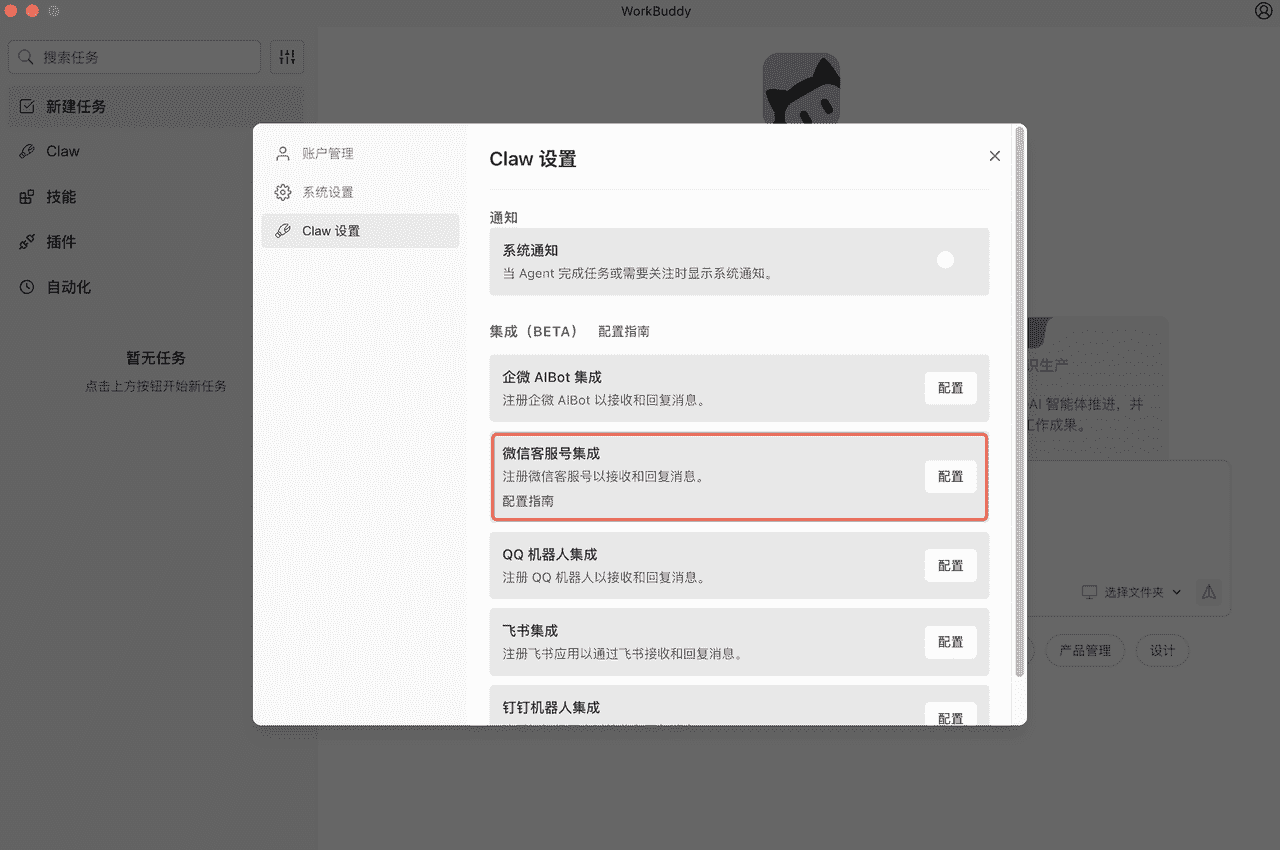 WorkBuddy
搜索任务
新建任务
Claw
技能
插件
自动化
暂无任务
点击上方按钮开始新任务
账户管理
系统设置
Claw 设置
Claw 设置
通知
系统通知
当 Agent 完成任务或需要关注时显示系统通知。
集成（BETA） 配置指南
企微 AIBot 集成
注册企微 AIBot 以接收和回复消息。
配置
微信客服号集成
注册微信客服号以接收和回复消息。
配置指南
配置
QQ 机器人集成
注册 QQ 机器人以接收和回复消息。
配置
飞书集成
注册飞书应用以通过飞书接收和回复消息。
配置
钉钉机器人集成
配置
识生产
AI 智能体推进，并
工作成果。
选择文件夹
产品管理
设计